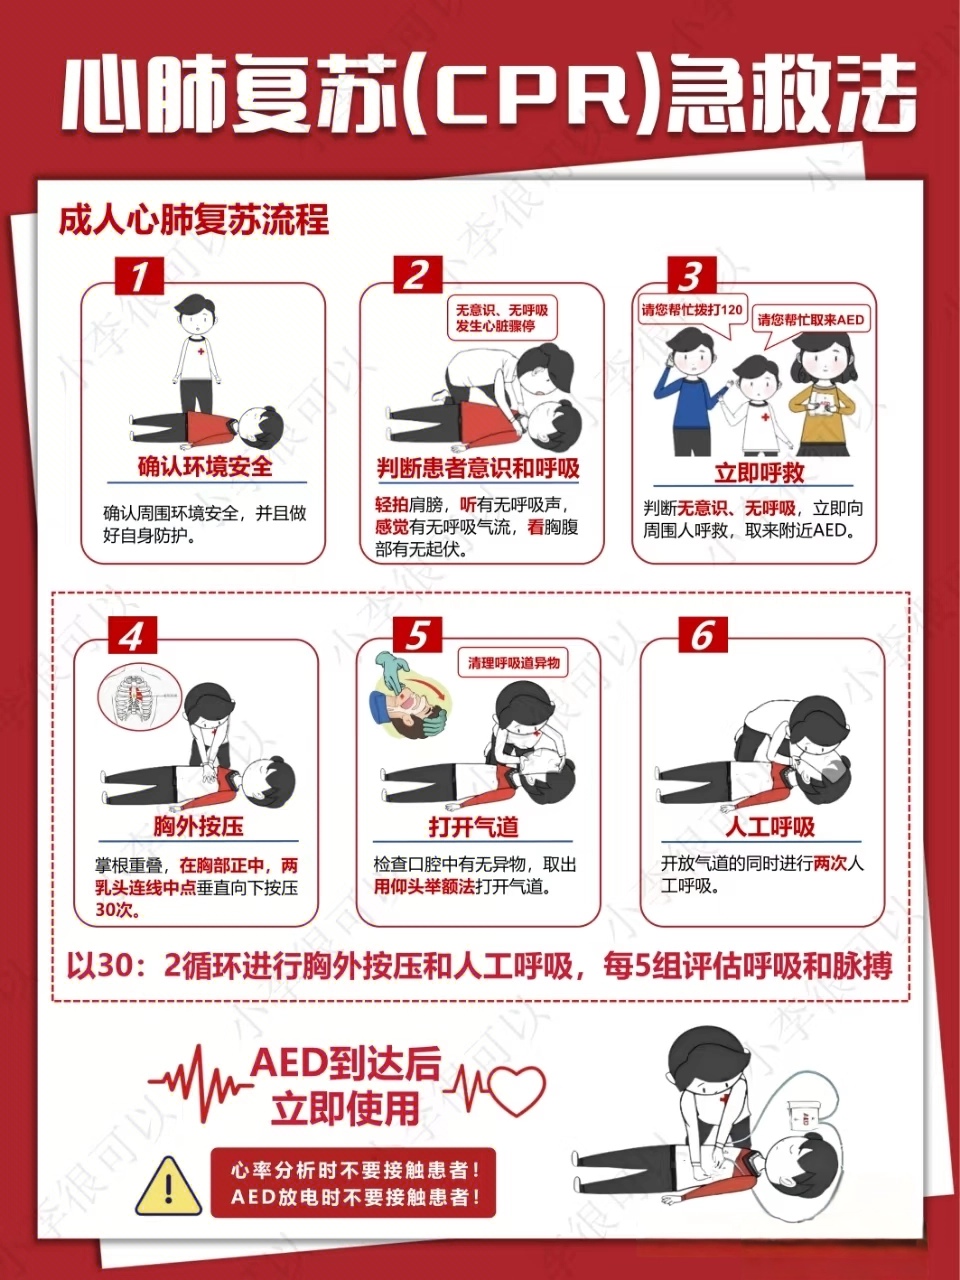 心肺复苏(CPR)急救法
成人心肺复苏流程
1
确认环境安全
确认周围环境安全，并且做
好自身防护。
2
无意识、无呼吸
发生心脏骤停
判断患者意识和呼吸
轻拍肩膀，听有无呼吸声，
感觉有无呼吸气流，看胸腹
部有无起伏。
3
请您帮忙拨打120
请您帮忙取来AED
立即呼救
判断无意识、无呼吸，立即向
周围人呼救，取来附近AED。
4
胸外按压
掌根重叠，在胸部正中，两
乳头连线中点垂直向下按压
30次。
5
清理呼吸道异物
打开气道
检查口腔中有无异物，取出
用仰头举额法打开气道。
6
人工呼吸
开放气道的同时进行两次人
工呼吸。
以30：2循环进行胸外按压和人工呼吸，每5组评估呼吸和脉搏
AED到达后
立即使用
心率分析时不要接触患者！
AED放电时不要接触患者！
AED
小李很可以